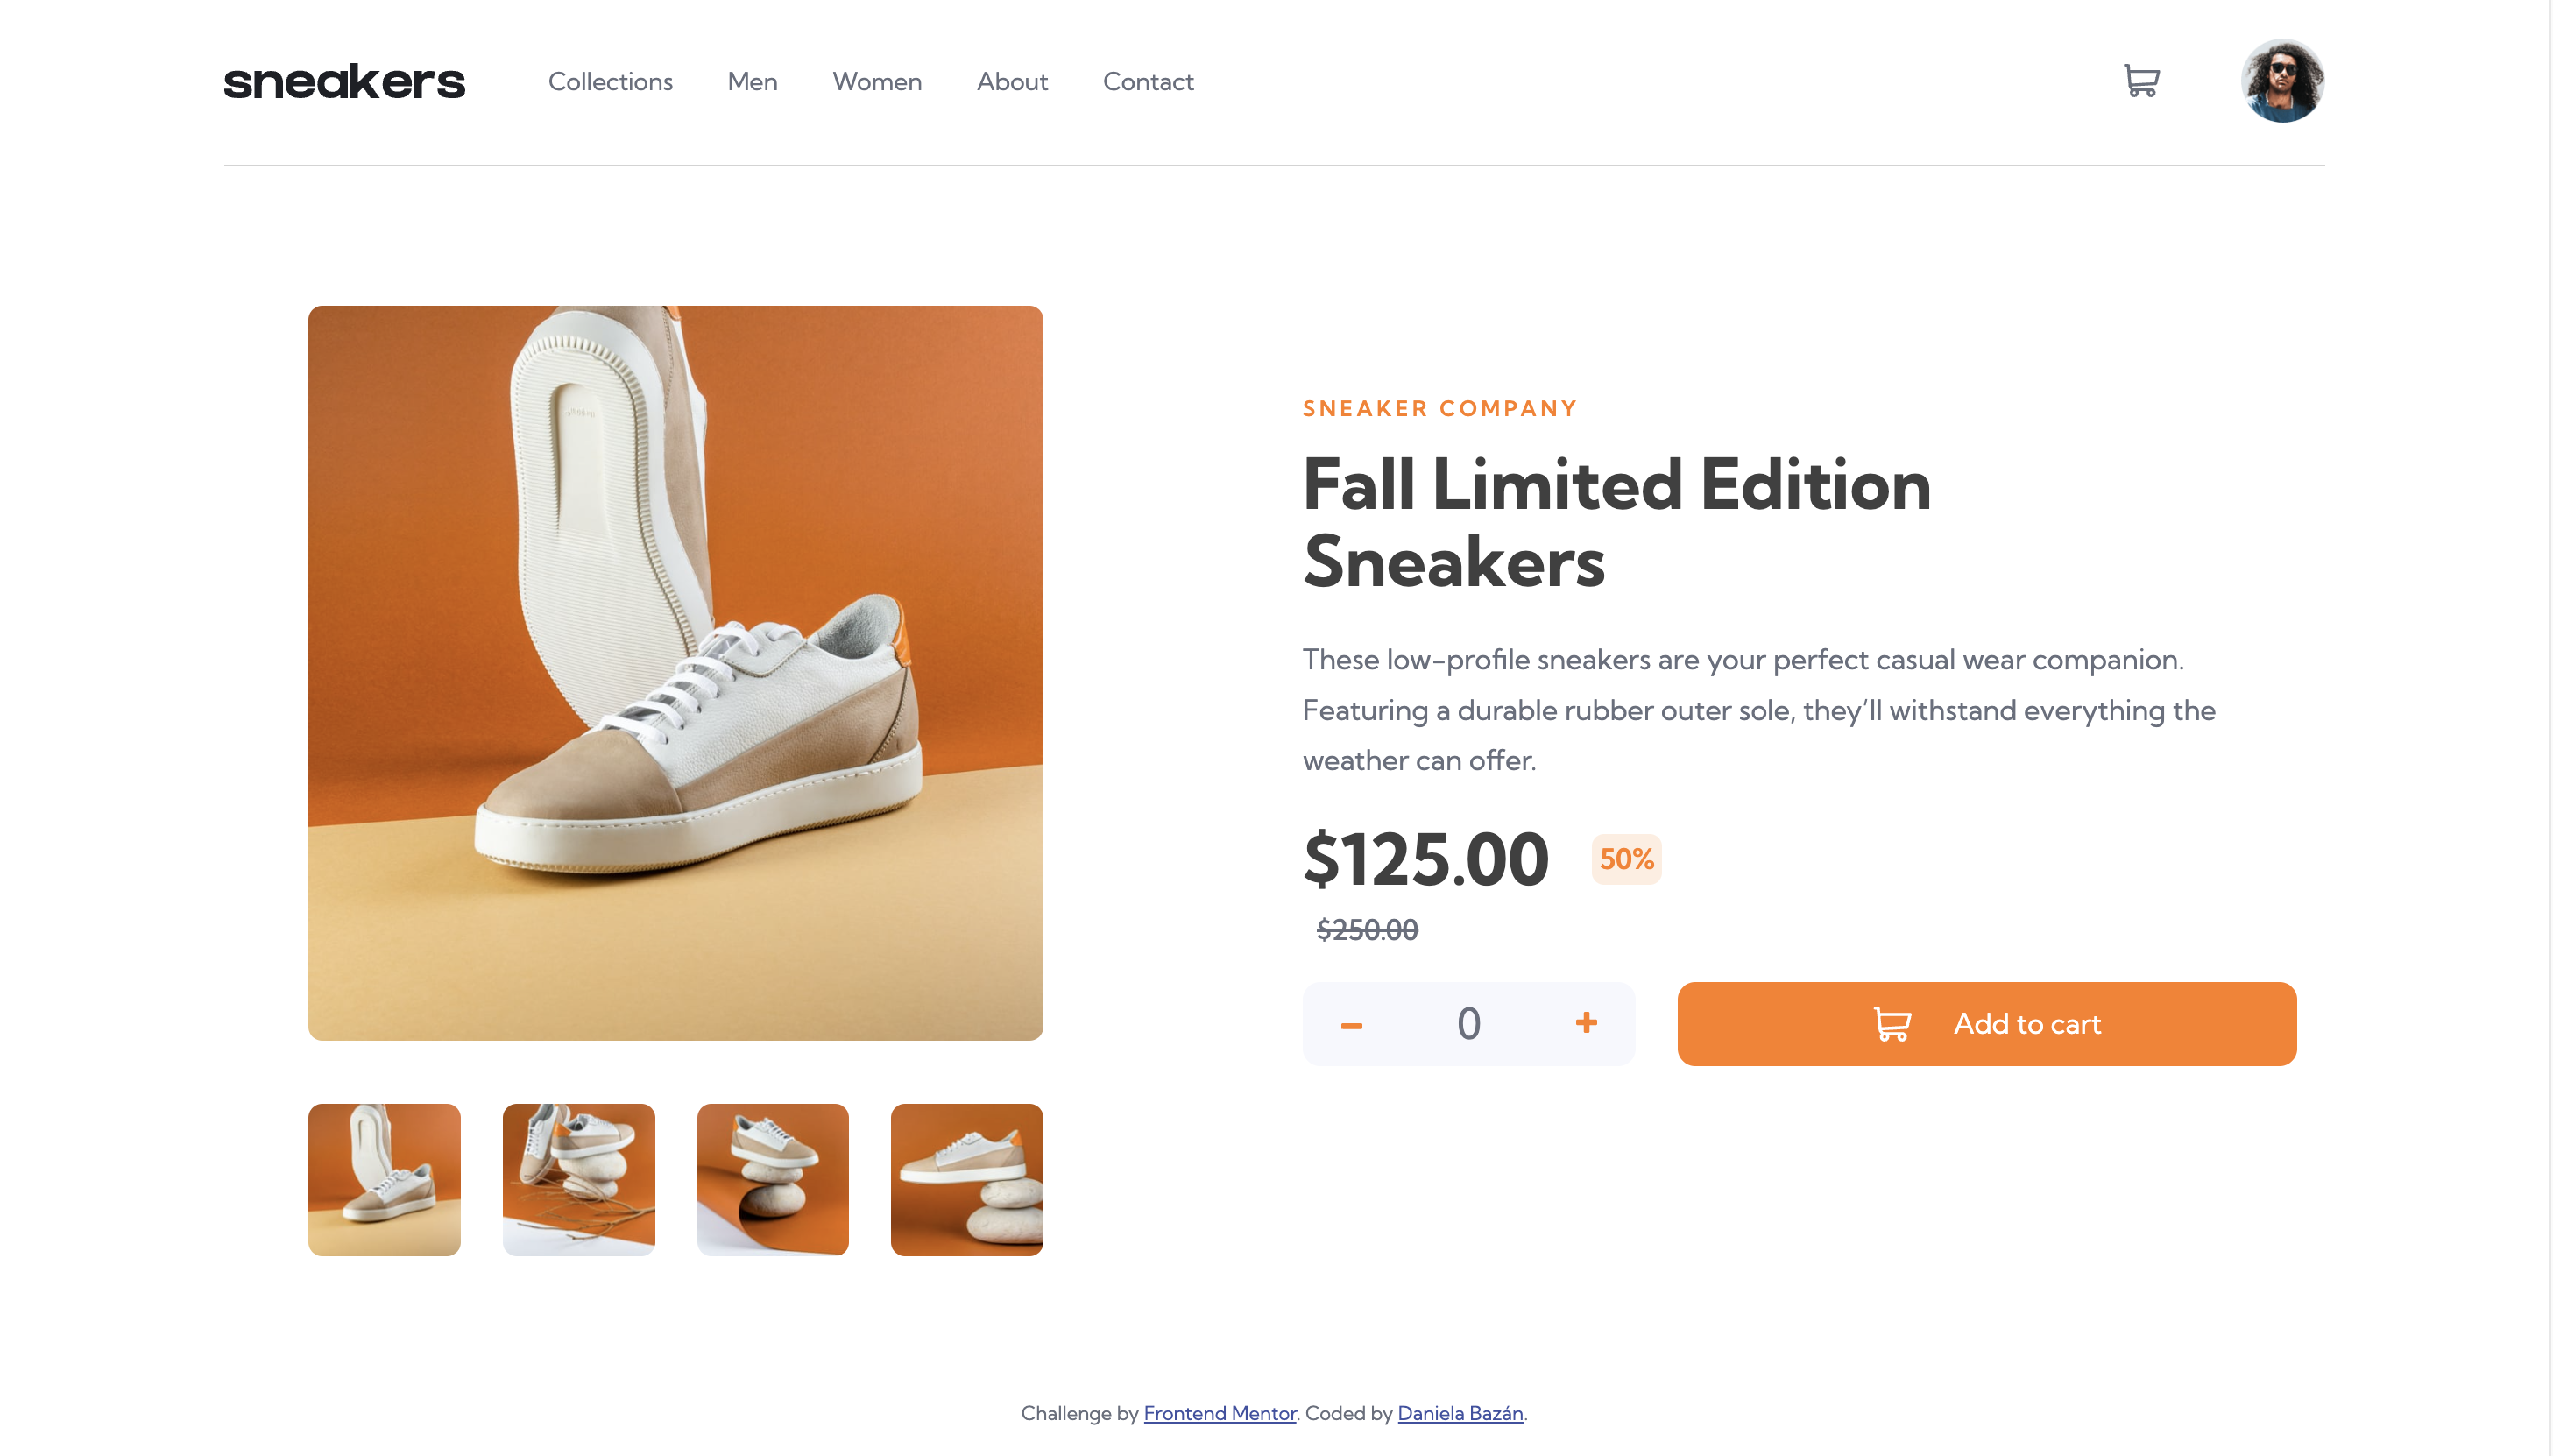 sneakers
Collections Men Women About Contact
SNEAKER COMPANY
Fall Limited Edition
Sneakers
These low-profile sneakers are your perfect casual wear companion.
Featuring a durable rubber outer sole, they’ll withstand everything the
weather can offer.
$125.00 50%
$250.00
– 0 +
Add to cart
Challenge by Frontend Mentor. Coded by Daniela Bazán.